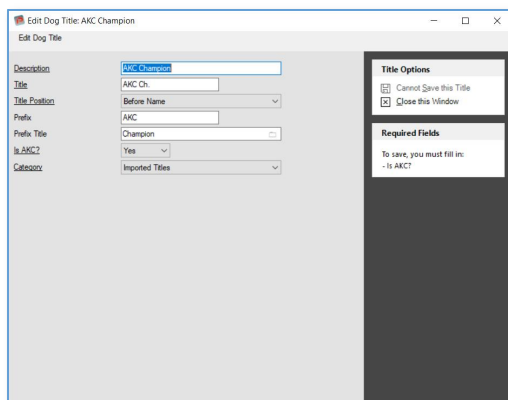 Edit Dog Title: AKC Champion
Edit Dog Title
Description AKC Champion
Title AKC Ch.
Title Position Before Name
Prefix AKC
Prefix Title Champion
Is AKC? Yes
Category Imported Titles
Title Options
Cannot Save this Title
Close this Window
Required Fields
To save, you must fill in:
- Is AKC?